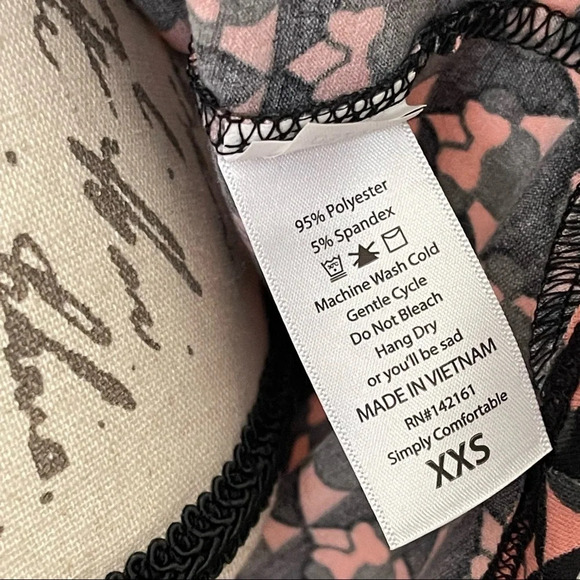 95% Polyester
5% Spandex
Machine Wash Cold
Gentle Cycle
Do Not Bleach
Hang Dry
or you'll be sad
MADE IN VIETNAM
RN#142161
Simply Comfortable
XXS